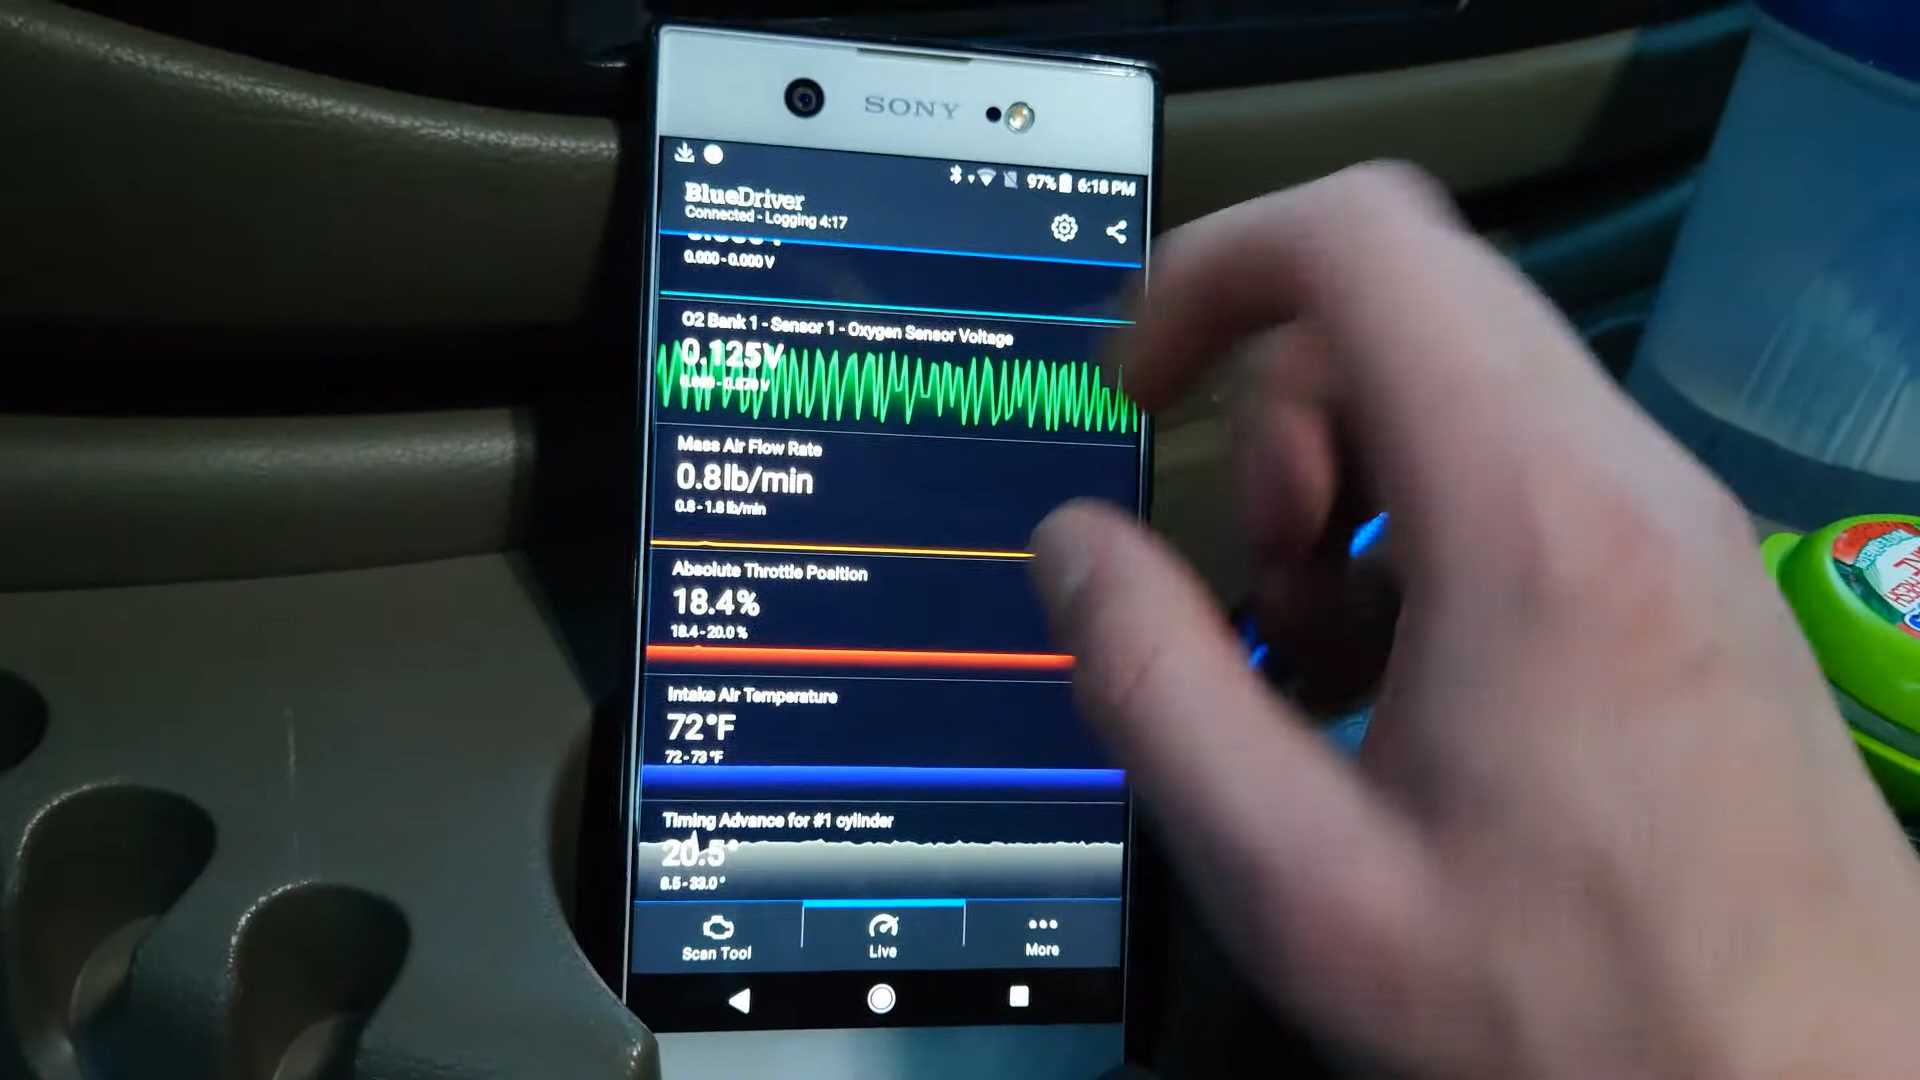 SONY
97% 6:18 PM
BlueDriver
Connected - Logging 4:17
0.000 - 0.000 V
O2 Bank 1 - Sensor 1 - Oxygen Sensor Voltage
0.125V
Mass Air Flow Rate
0.8lb/min
0.8 - 1.8 lb/min
Absolute Throttle Position
18.4%
18.4 - 20.0 %
Intake Air Temperature
72°F
72 - 73 °F
Timing Advance for #1 cylinder
20.5°
8.5 - 33.0 °
Scan Tool
Live
More